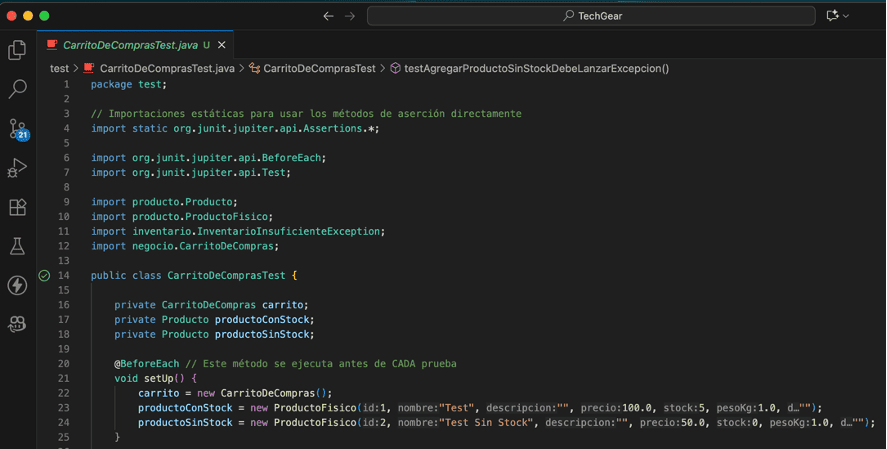 TechGear
CarritoDeComprasTest.java U
test > CarritoDeComprasTest.java > CarritoDeComprasTest > testAgregarProductoSinStockDebeLanzarExcepcion()
21
1 package test;
2
3 // Importaciones estáticas para usar los métodos de aserción directamente
4 import static org.junit.jupiter.api.Assertions.*;
5
6 import org.junit.jupiter.api.BeforeEach;
7 import org.junit.jupiter.api.Test;
8
9 import producto.Producto;
10 import producto.ProductoFisico;
11 import inventario.InventarioInsuficienteException;
12 import negocio.CarritoDeCompras;
13
14 public class CarritoDeComprasTest {
15
16 private CarritoDeCompras carrito;
17 private Producto productoConStock;
18 private Producto productoSinStock;
19
20 @BeforeEach // Este método se ejecuta antes de CADA prueba
21 void setUp() {
22 carrito = new CarritoDeCompras();
23 productoConStock = new ProductoFisico(id:1, nombre:"Test", descripcion:"", precio:100.0, stock:5, pesoKg:1.0, d…"");
24 productoSinStock = new ProductoFisico(id:2, nombre:"Test Sin Stock", descripcion:"", precio:50.0, stock:0, pesoKg:1.0, d…"");
25 }